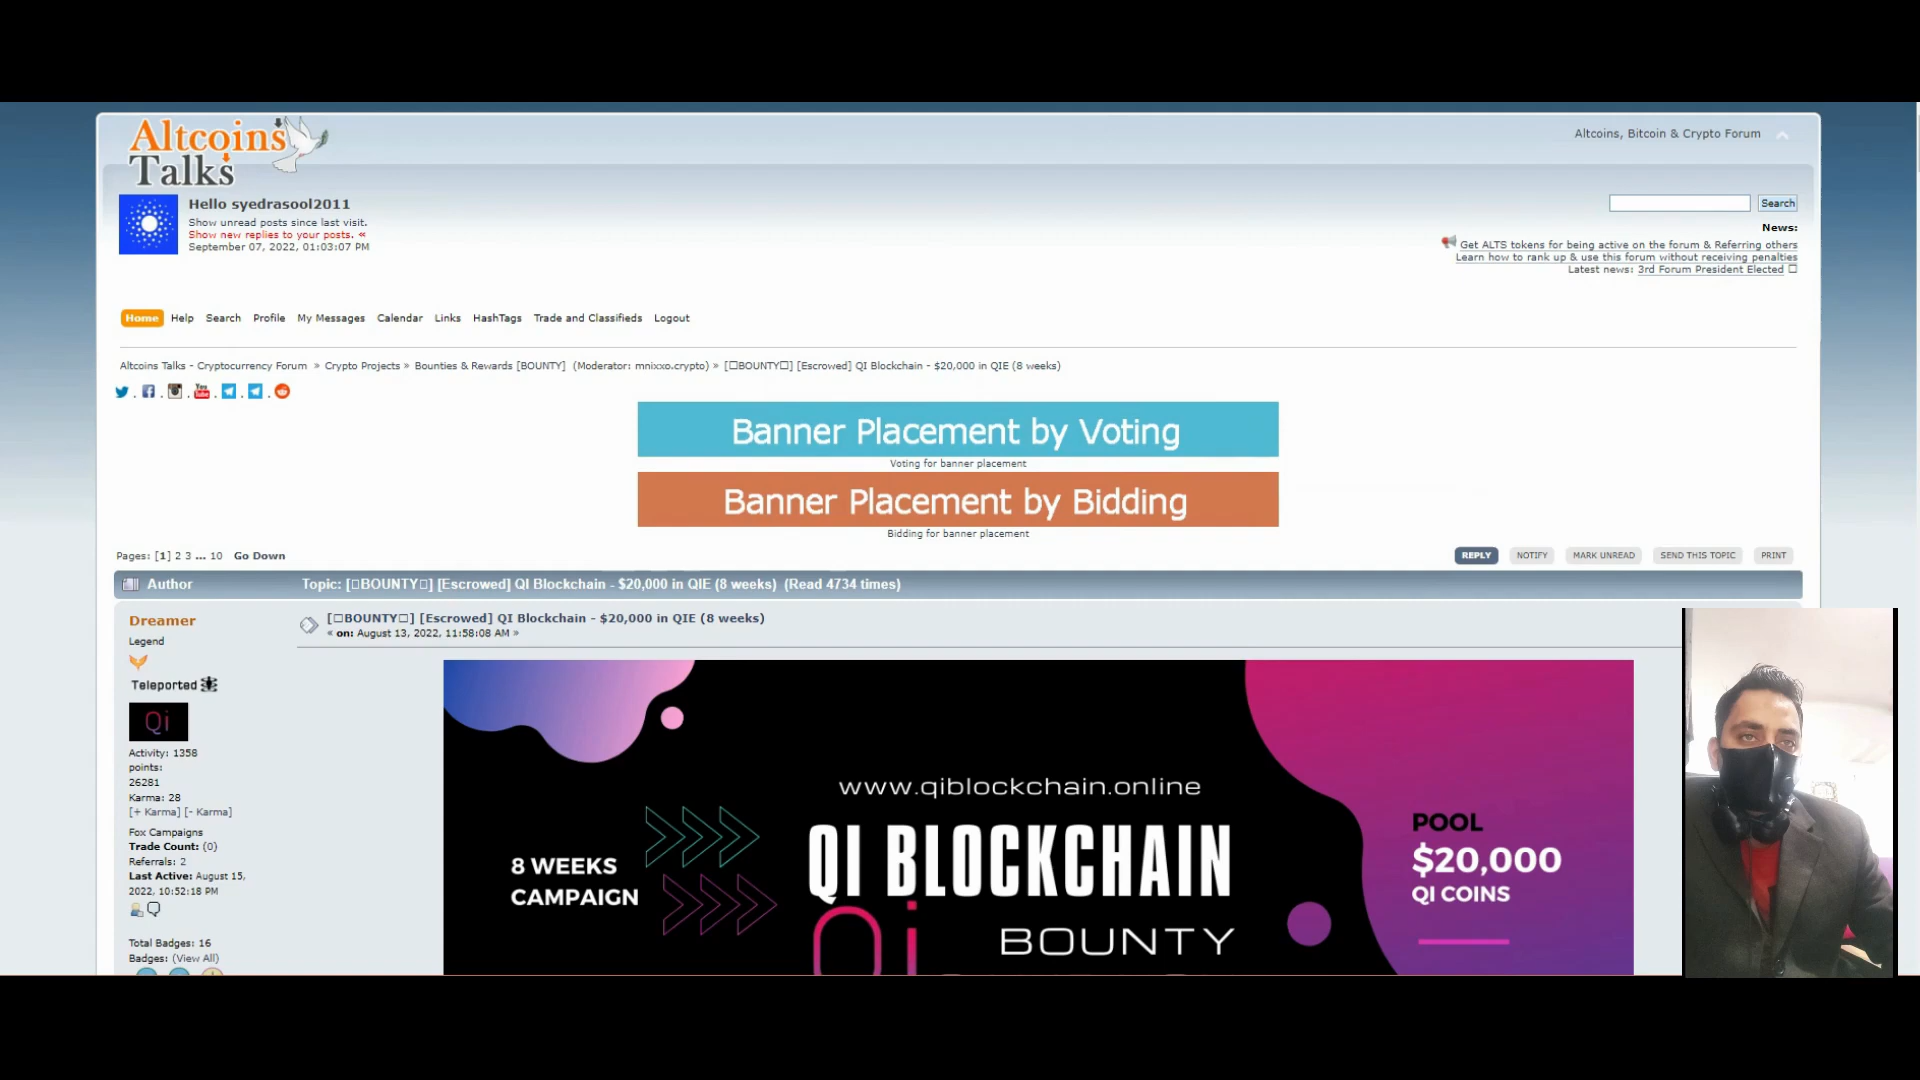 Altcoins
Talks
Altcoins, Bitcoin & Crypto Forum
Hello syedrasool2011
Show unread posts since last visit.
Show new replies to your posts. «
September 07, 2022, 01:03:07 PM
Search
News:
Get ALTS tokens for being active on the forum & Referring others
Learn how to rank up & use this forum without receiving penalties
Latest news: 3rd Forum President Elected □
Home Help Search Profile My Messages Calendar Links HashTags Trade and Classifieds Logout
Altcoins Talks - Cryptocurrency Forum » Crypto Projects » Bounties & Rewards [BOUNTY] (Moderator: mnixxo.crypto) » [□BOUNTY□] [Escrowed] QI Blockchain - $20,000 in QIE (8 weeks)
You Tube
Banner Placement by Voting
Voting for banner placement
Banner Placement by Bidding
Bidding for banner placement
Pages: [1] 2 3 ... 10 Go Down
REPLY NOTIFY MARK UNREAD SEND THIS TOPIC PRINT
Author Topic: [□BOUNTY□] [Escrowed] QI Blockchain - $20,000 in QIE (8 weeks) (Read 4734 times)
Dreamer
Legend
Teleported
Qi
Activity: 1358
points:
26281
Karma: 28
[+ Karma] [- Karma]
Fox Campaigns
Trade Count: (0)
Referrals: 2
Last Active: August 15,
2022, 10:52:18 PM
Total Badges: 16
Badges: (View All)
[□BOUNTY□] [Escrowed] QI Blockchain - $20,000 in QIE (8 weeks)
« on: August 13, 2022, 11:58:08 AM »
www.qiblockchain.online
8 WEEKS
CAMPAIGN
QI BLOCKCHAIN
Qi
BOUNTY
POOL
$20,000
QI COINS